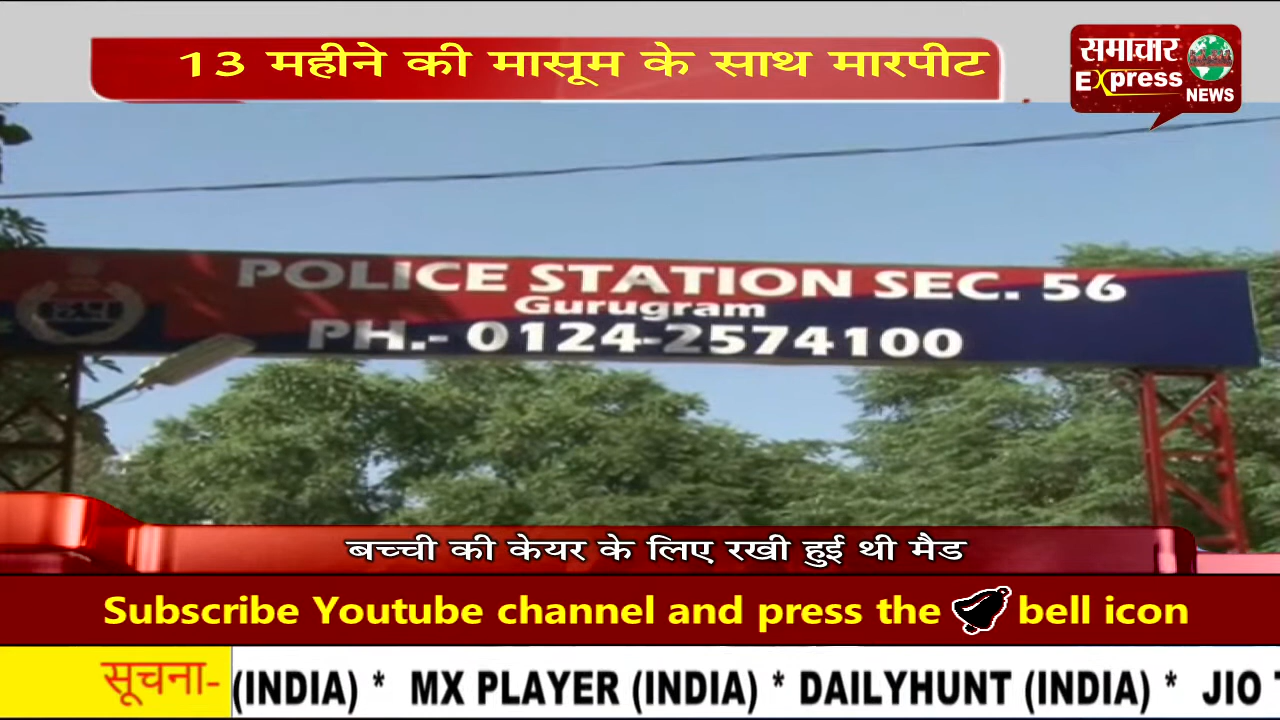 13 महीने की मासूम के साथ मारपीट
समाचार
Express
NEWS
POLICE STATION SEC. 56
Gurugram
PH.- 0124-2574100
बच्ची की केयर के लिए रखी हुई थी मैड
Subscribe Youtube channel and press the bell icon
सूचना- (INDIA) * MX PLAYER (INDIA) * DAILYHUNT (INDIA) * JIO